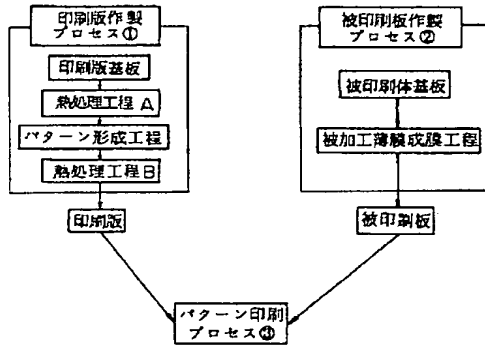 印刷版作製
プロセス①
印刷版基板
熱処理工程A
パターン形成工程
熱処理工程B
印刷版
被印刷板作製
プロセス②
被印刷体基板
被加工薄膜成膜工程
被印刷板
パターン印刷
プロセス③